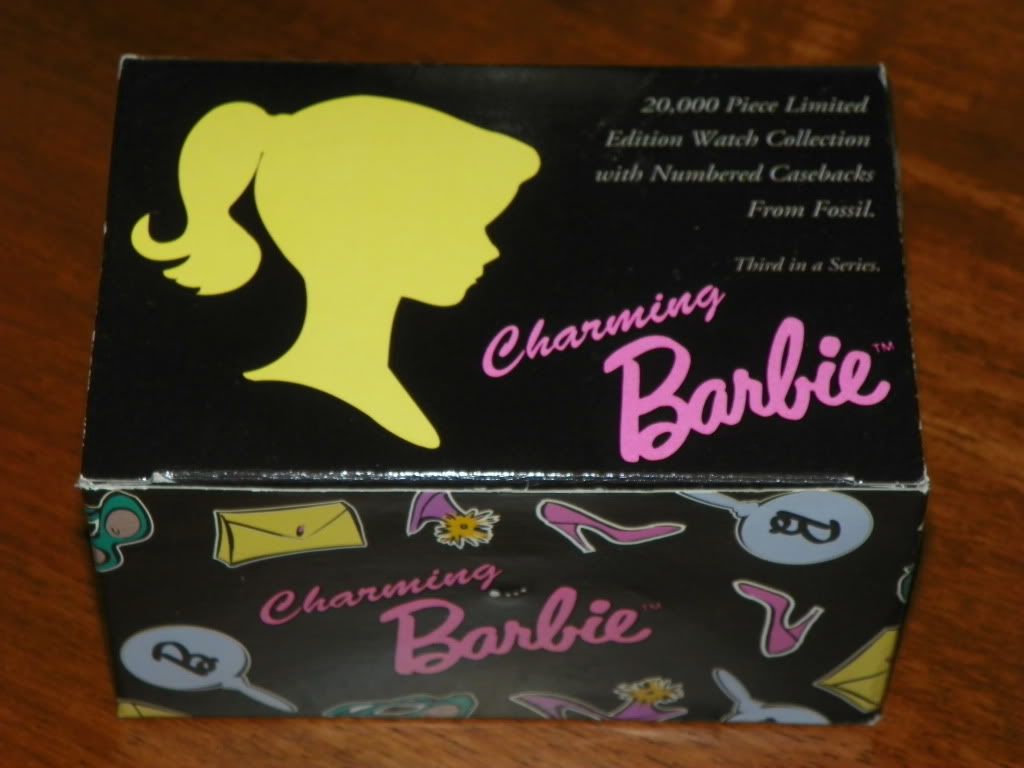 20,000 Piece Limited
Edition Watch Collection
with Numbered Casebacks
From Fossil.
Third in a Series.
Charming
Barbie™
Charming
Barbie™
B
B